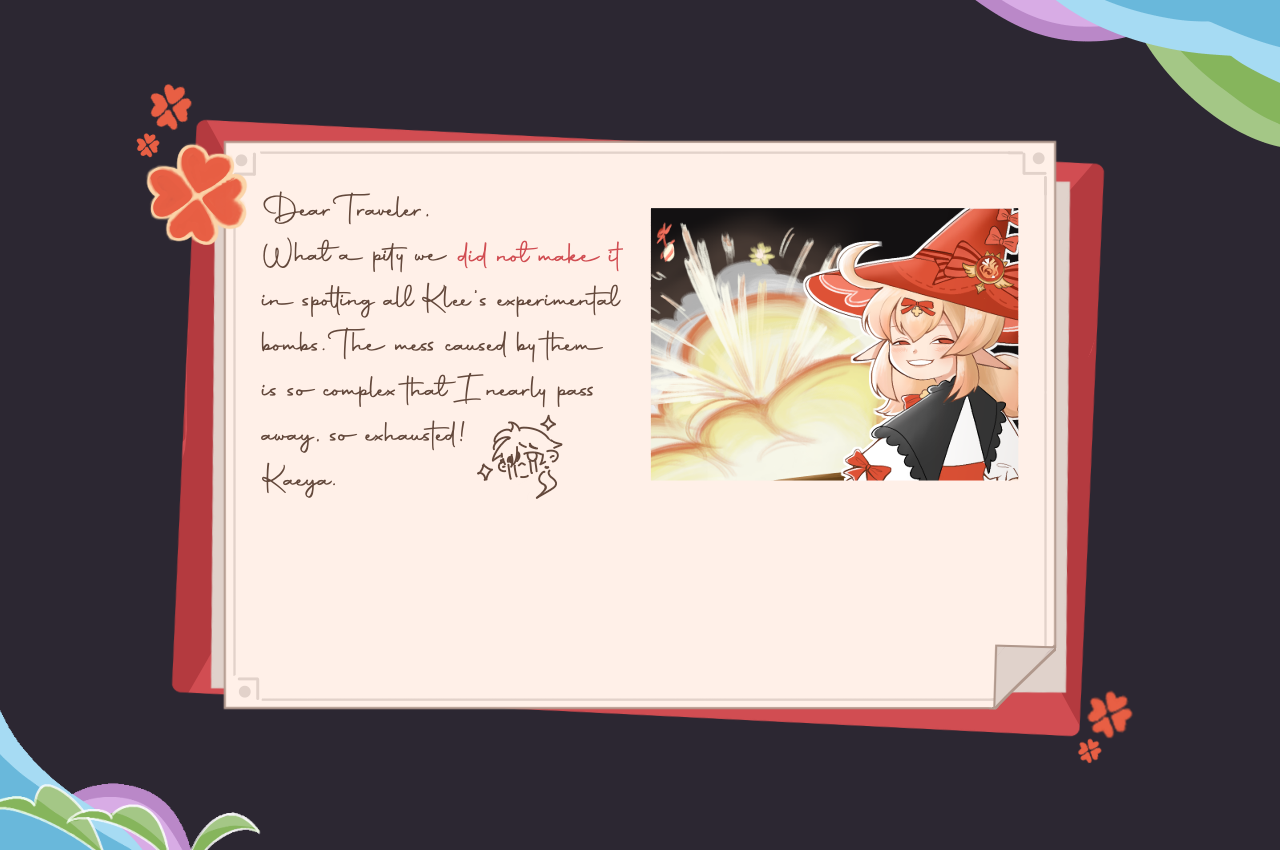 Dear Traveler,
What a pity we did not make it
in spotting all Klee's experimental
bombs. The mess caused by them
is so complex that I nearly pass
away, so exhausted!
Kaeya.